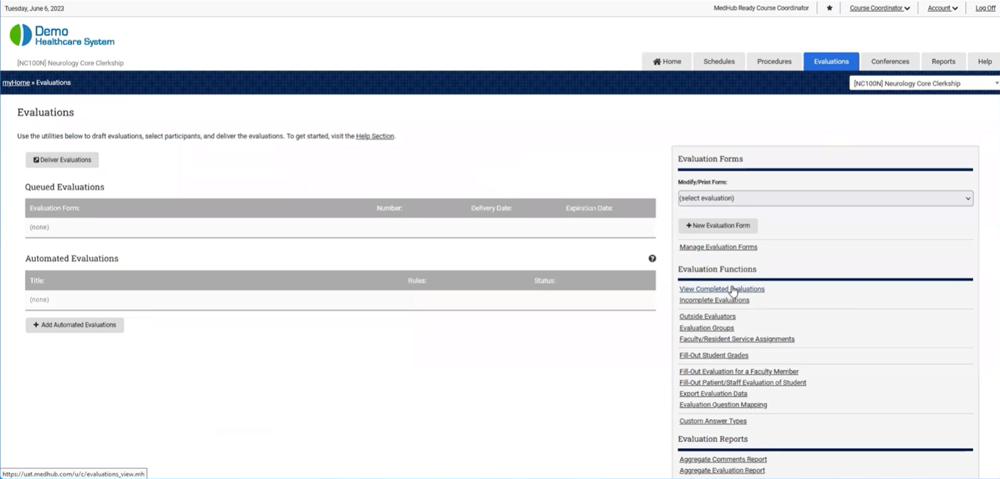 Tuesday, June 6, 2023
MedHub Ready Course Coordinator
Course Coordinator
Account
Log Off
Demo
Healthcare System
[NC100N] Neurology Core Clerkship
Home
Schedules
Procedures
Evaluations
Conferences
Reports
Help
myHome » Evaluations
[NC100N] Neurology Core Clerkship
Evaluations
Use the utilities below to draft evaluations, select participants, and deliver the evaluations. To get started, visit the Help Section.
Deliver Evaluations
Queued Evaluations
Evaluation Form: Number: Delivery Date: Expiration Date:
(none)
Automated Evaluations
Title: Rules: Status:
(none)
+ Add Automated Evaluations
Evaluation Forms
Modify/Print Form:
(select evaluation)
+ New Evaluation Form
Manage Evaluation Forms
Evaluation Functions
View Completed Evaluations
Incomplete Evaluations
Outside Evaluators
Evaluation Groups
Faculty/Resident Service Assignments
Fill-Out Student Grades
Fill-Out Evaluation for a Faculty Member
Fill-Out Patient/Staff Evaluation of Student
Export Evaluation Data
Evaluation Question Mapping
Custom Answer Types
Evaluation Reports
Aggregate Comments Report
Aggregate Evaluation Report
https://uat.medhub.com/u/c/evaluations_view.mh